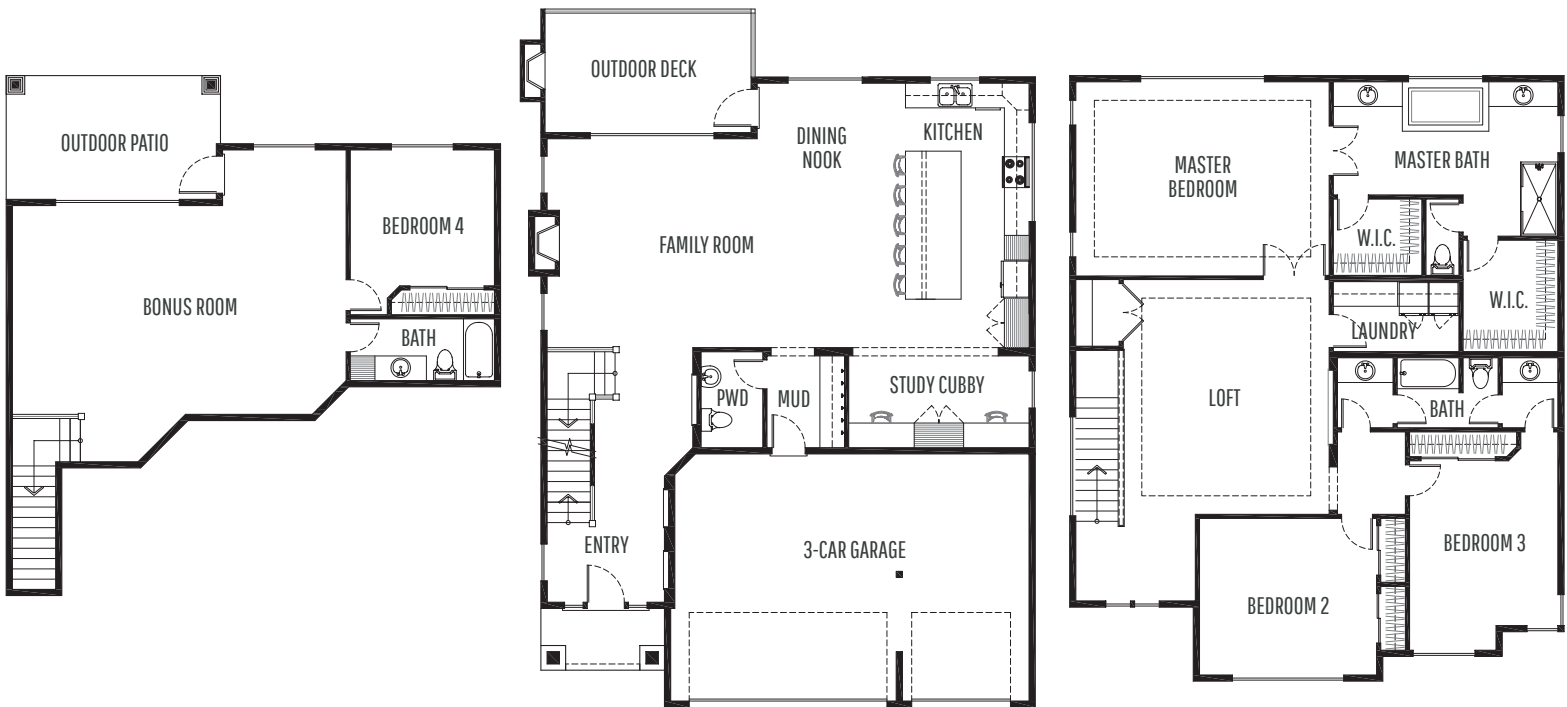 OUTDOOR PATIO
BEDROOM 4
BONUS ROOM
BATH
OUTDOOR DECK
DINING
NOOK
KITCHEN
FAMILY ROOM
PWD
MUD
STUDY CUBBY
ENTRY
3-CAR GARAGE
MASTER
BEDROOM
MASTER BATH
W.I.C.
W.I.C.
LAUNDRY
LOFT
BATH
BEDROOM 3
BEDROOM 2